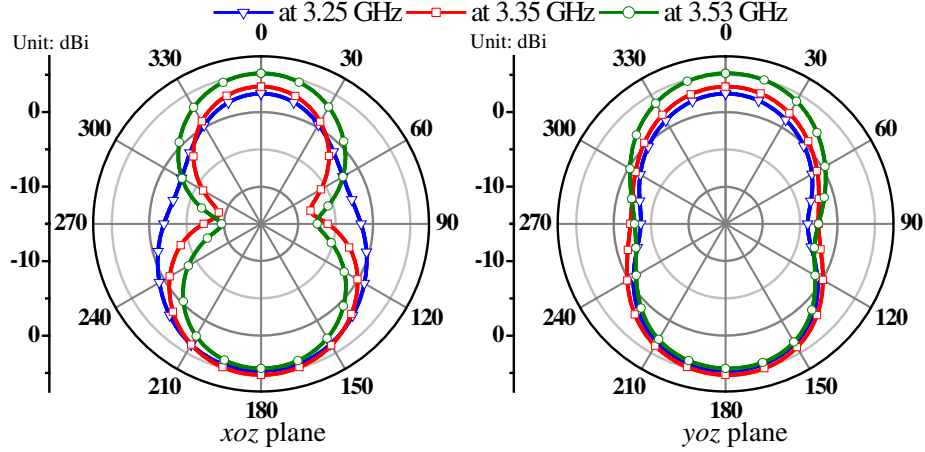 at 3.25 GHz at 3.35 GHz at 3.53 GHz
Unit: dBi 0 Unit: dBi 0
330 30 330 30
0 0
300 60 300 60
-10 -10
270 90 270 90
-10 -10
240 120 240 120
0 0
210 150 210 150
180 180
xoz plane yoz plane